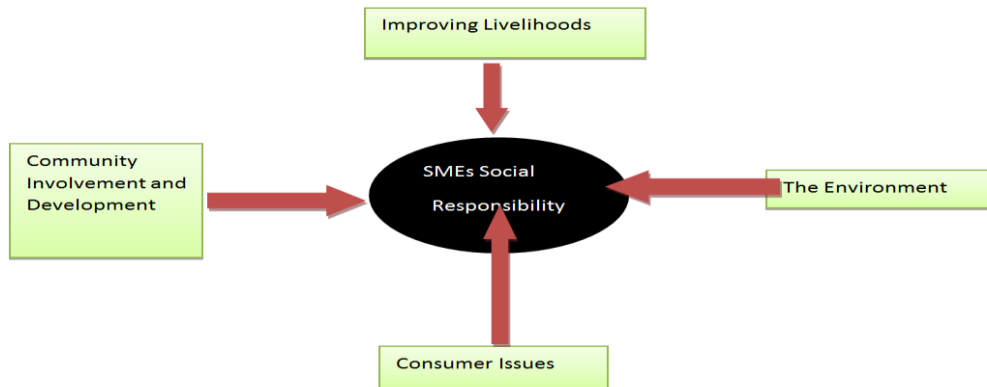 Improving Livelihoods
Community
Involvement and
Development
SMEs Social
Responsibility
The Environment
Consumer Issues